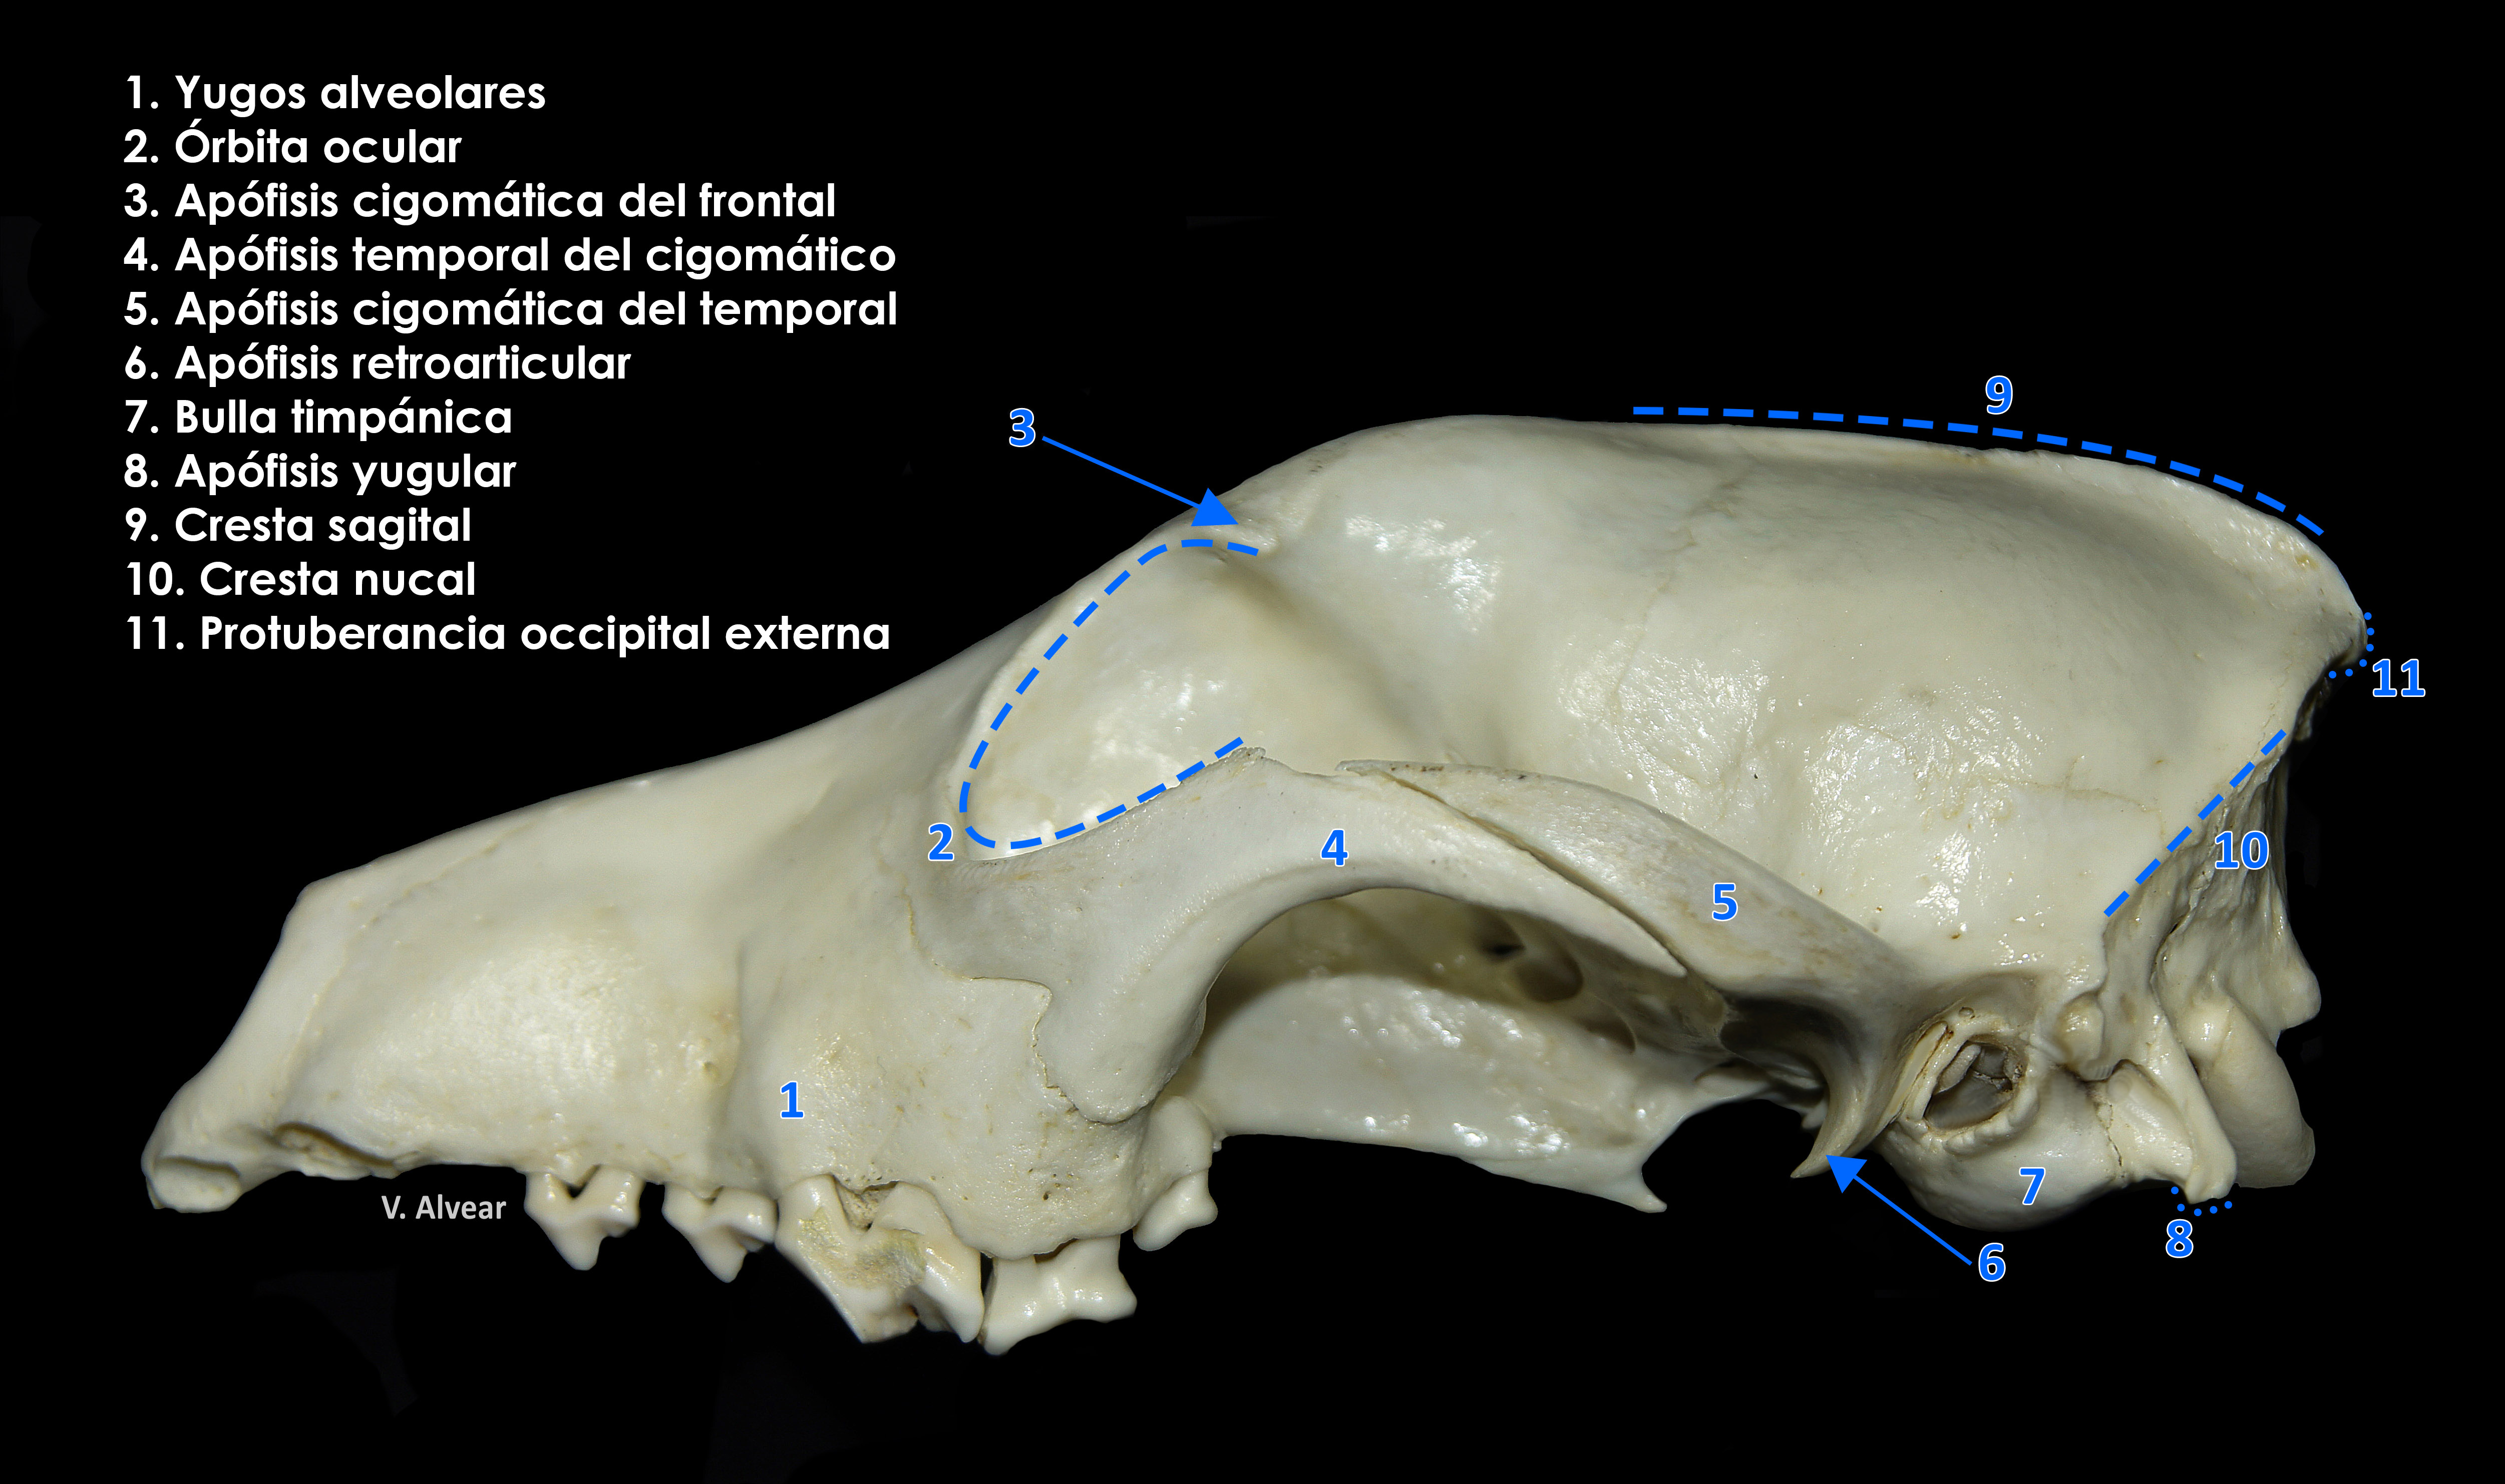 1. Yugos alveolares
2. Órbita ocular
3. Apófisis cigomática del frontal
4. Apófisis temporal del cigomático
5. Apófisis cigomática del temporal
6. Apófisis retroarticular
7. Bulla timpánica
8. Apófisis yugular
9. Cresta sagital
10. Cresta nucal
11. Protuberancia occipital externa
9
3
11
2
4
10
5
1
7
V. Alvear
8
6